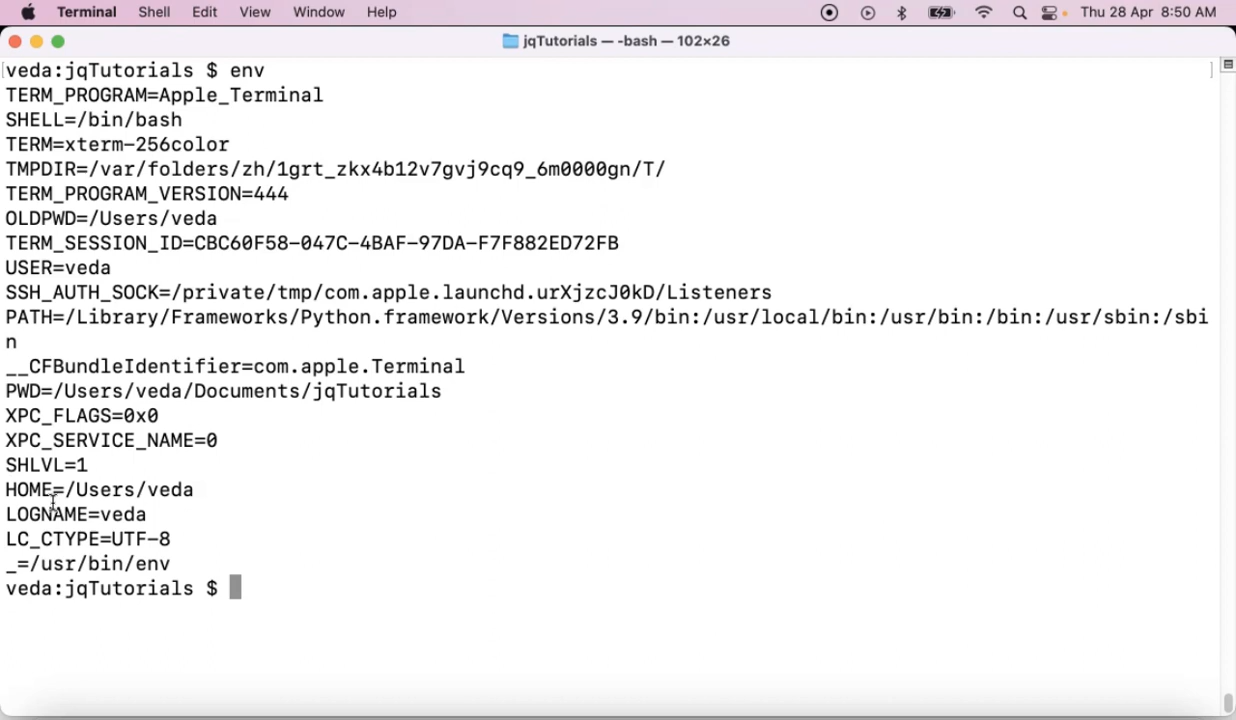 Terminal Shell Edit View Window Help Thu 28 Apr 8:50 AM
jqTutorials — -bash — 102×26
veda:jqTutorials $ env
TERM_PROGRAM=Apple_Terminal
SHELL=/bin/bash
TERM=xterm-256color
TMPDIR=/var/folders/zh/1grt_zkx4b12v7gvj9cq9_6m0000gn/T/
TERM_PROGRAM_VERSION=444
OLDPWD=/Users/veda
TERM_SESSION_ID=CBC60F58-047C-4BAF-97DA-F7F882ED72FB
USER=veda
SSH_AUTH_SOCK=/private/tmp/com.apple.launchd.urXjzcJ0kD/Listeners
PATH=/Library/Frameworks/Python.framework/Versions/3.9/bin:/usr/local/bin:/usr/bin:/bin:/usr/sbin:/sbi
n
__CFBundleIdentifier=com.apple.Terminal
PWD=/Users/veda/Documents/jqTutorials
XPC_FLAGS=0x0
XPC_SERVICE_NAME=0
SHLVL=1
HOME=/Users/veda
LOGNAME=veda
LC_CTYPE=UTF-8
_=/usr/bin/env
veda:jqTutorials $